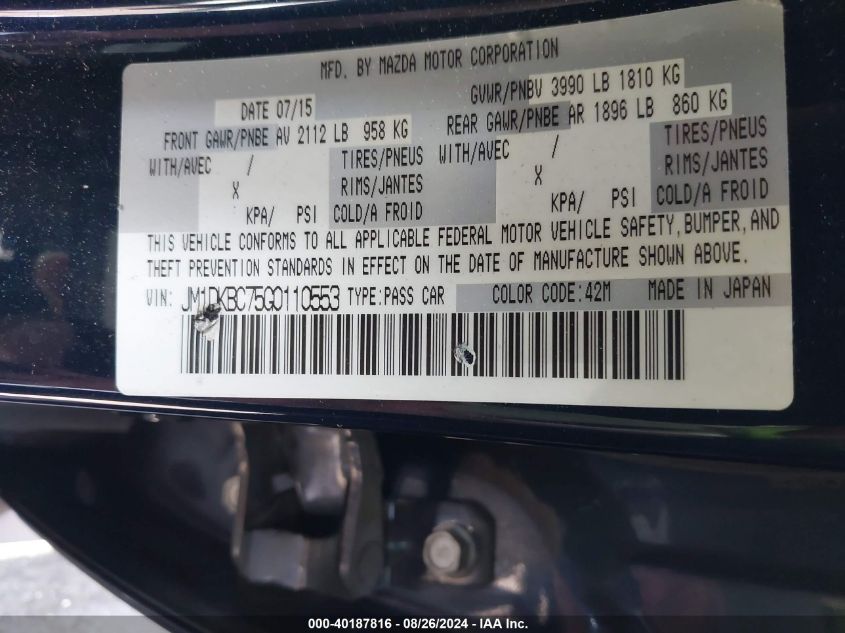 MFD. BY MAZDA MOTOR CORPORATION
DATE 07/15 GVWR/PNBV 3990 LB 1810 KG
FRONT GAWR/PNBE AV 2112 LB 958 KG REAR GAWR/PNBE AR 1896 LB 860 KG
WITH/AVEC / TIRES/PNEUS WITH/AVEC / TIRES/PNEUS
X RIMS/JANTES X RIMS/JANTES
KPA/ PSI COLD/A FROID KPA/ PSI COLD/A FROID
THIS VEHICLE CONFORMS TO ALL APPLICABLE FEDERAL MOTOR VEHICLE SAFETY, BUMPER, AND
THEFT PREVENTION STANDARDS IN EFFECT ON THE DATE OF MANUFACTURE SHOWN ABOVE.
VIN: JM1DKBC75G0110553 TYPE:PASS CAR COLOR CODE:42M MADE IN JAPAN
000-40187816 - 08/26/2024 - IAA Inc.